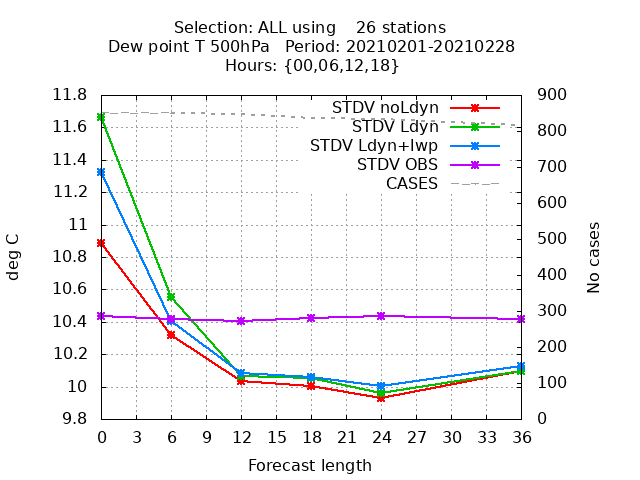 Selection: ALL using    26 stations
Dew point T 500hPa   Period: 20210201-20210228
Hours: {00,06,12,18}
STDV noLdyn
STDV Ldyn
STDV Ldyn+lwp
STDV OBS
CASES
deg C
11.8
11.6
11.4
11.2
11
10.8
10.6
10.4
10.2
10
9.8
900
800
700
600
500
400
300
200
100
0
No cases
0 3 6 9 12 15 18 21 24 27 30 33 36
Forecast length